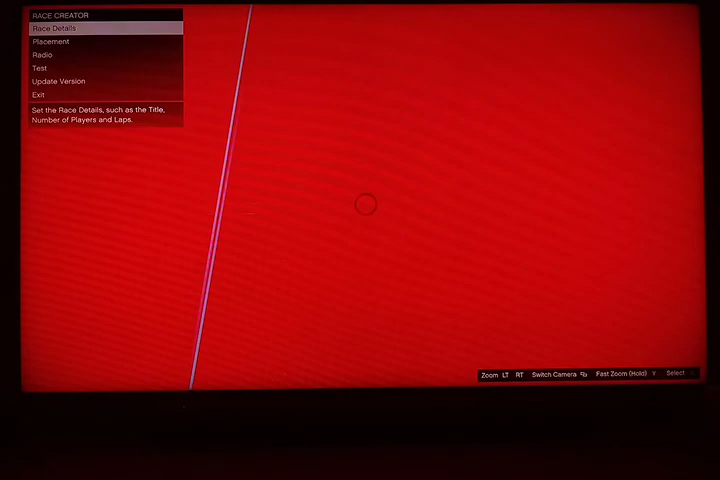 RACE CREATOR
Race Details
Placement
Radio
Test
Update Version
Exit
Set the Race Details, such as the Title,
Number of Players and Laps.
Zoom LT RT Switch Camera Fast Zoom (Hold) Y Select